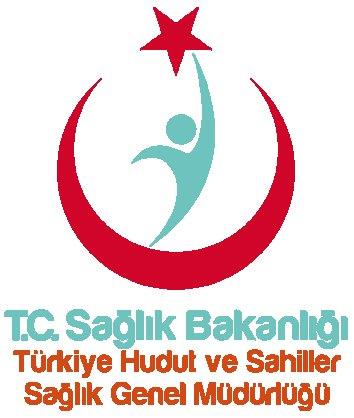 T.C. Sağlık Bakanlığı
Türkiye Hudut ve Sahiller
Sağlık Genel Müdürlüğü